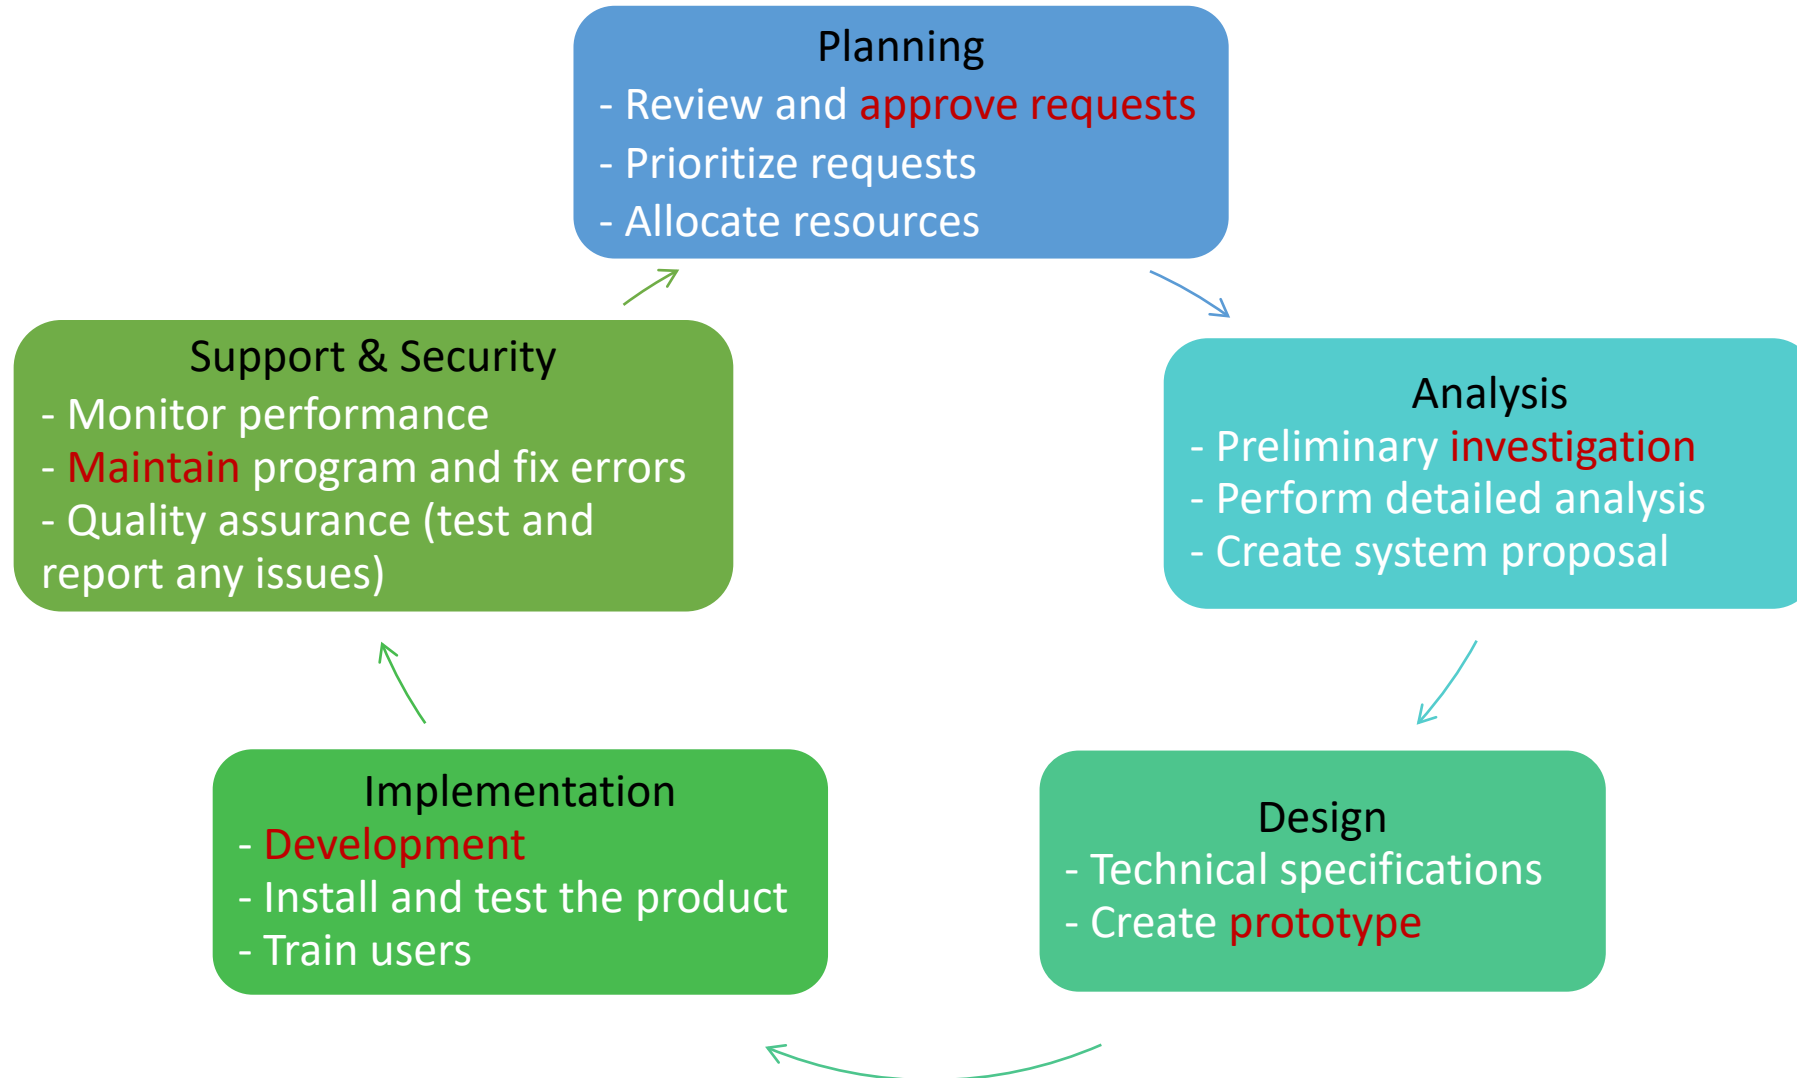 Planning
- Review and approve requests
- Prioritize requests
- Allocate resources
Analysis
- Preliminary investigation
- Perform detailed analysis
- Create system proposal
Design
- Technical specifications
- Create prototype
Implementation
- Development
- Install and test the product
- Train users
Support & Security
- Monitor performance
- Maintain program and fix errors
- Quality assurance (test and
report any issues)